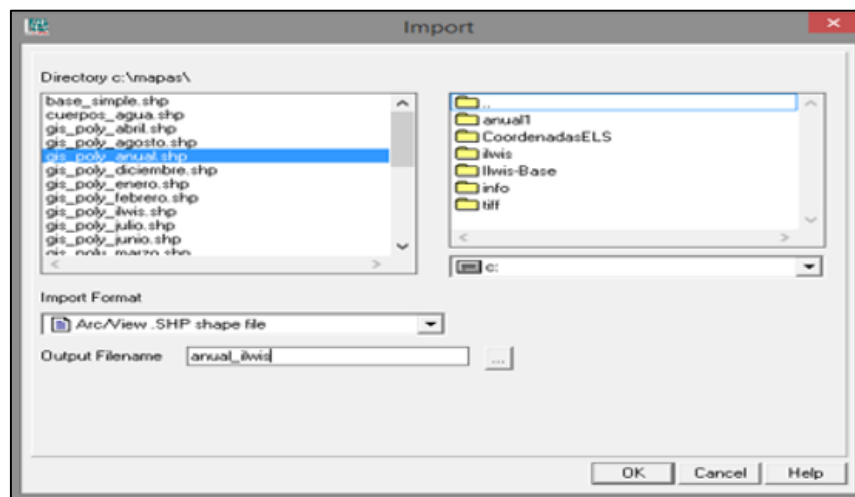 Import
Directory c:\mapas\
base_simple.shp
cuerpos_agua.shp
gis_poly_abril.shp
gis_poly_agosto.shp
gis_poly_anual.shp
gis_poly_diciembre.shp
gis_poly_enero.shp
gis_poly_febrero.shp
gis_poly_ilwis.shp
gis_poly_julio.shp
gis_poly_junio.shp
gis_poly_marzo.shp
..
anual1
CoordenadasELS
ilwis
Ilwis-Base
info
tiff
c:
Import Format
Arc/View .SHP shape file
Output Filename anual_ilwis ...
OK Cancel Help